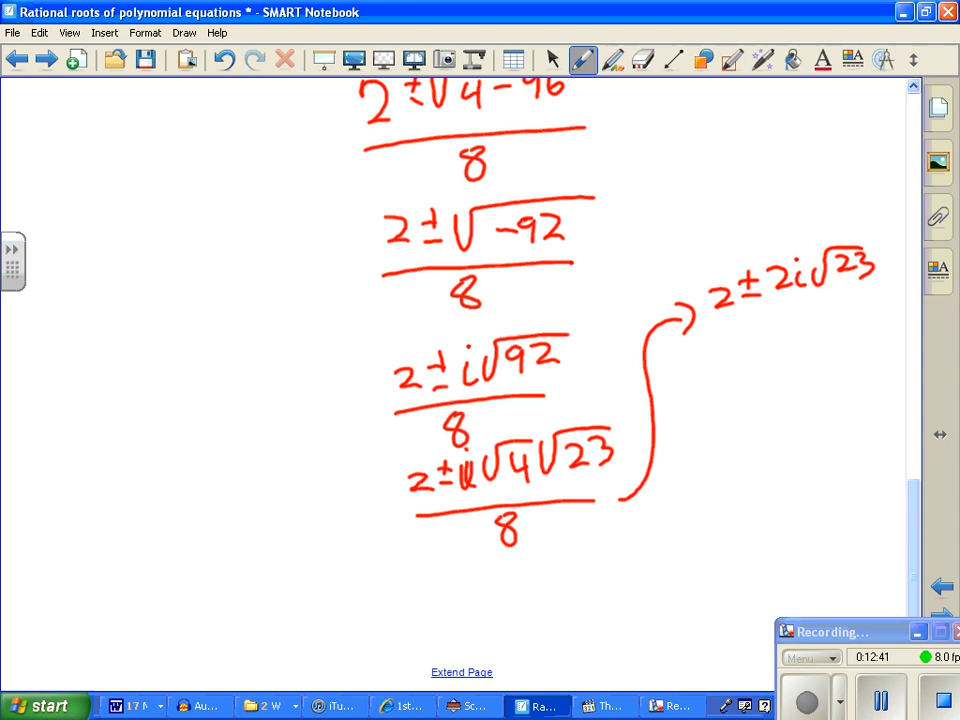 Rational roots of polynomial equations * - SMART Notebook
File Edit View Insert Format Draw Help
2 ± √4 - 96
8
2 ± √-92
8
2 ± i√92
8
2 ± i√4√23
8
2 ± 2i√23
Extend Page
Recording...
Menu 0:12:41 8.0 fp
start 17 Au... 2 W iTu... 1st... Sc... Ra... Th... Re...